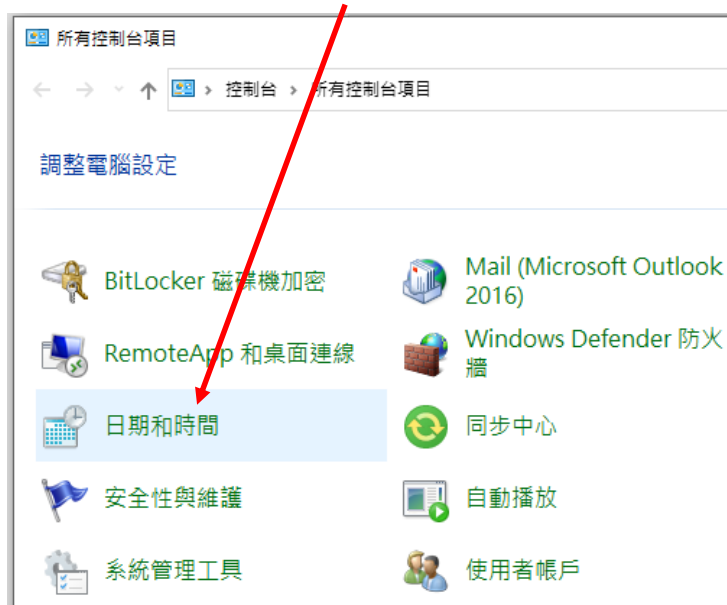 所有控制台項目
控制台 › 所有控制台項目
調整電腦設定
BitLocker 磁碟機加密
Mail (Microsoft Outlook
2016)
RemoteApp 和桌面連線
Windows Defender 防火
牆
日期和時間
同步中心
安全性與維護
自動播放
系統管理工具
使用者帳戶